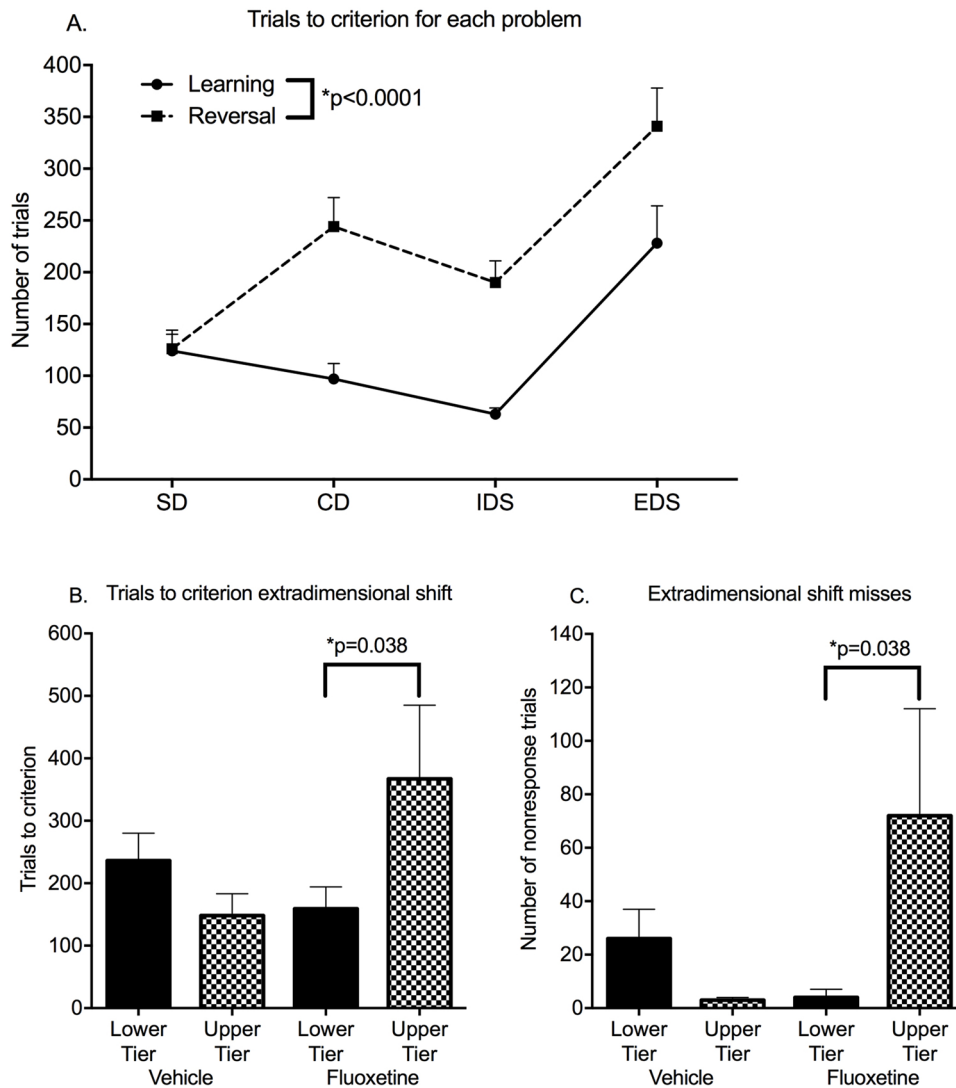 A.
Trials to criterion for each problem
Number of trials
400
350
300
250
200
150
100
50
0
Learning
Reversal
*p<0.0001
SD CD IDS EDS
B. Trials to criterion extradimensional shift
Trials to criterion
600
500
400
300
200
100
0
*p=0.038
Lower Upper Lower Upper
Tier Tier Tier Tier
Vehicle Fluoxetine
C. Extradimensional shift misses
Number of nonresponse trials
140
120
100
80
60
40
20
0
*p=0.038
Lower Upper Lower Upper
Tier Tier Tier Tier
Vehicle Fluoxetine